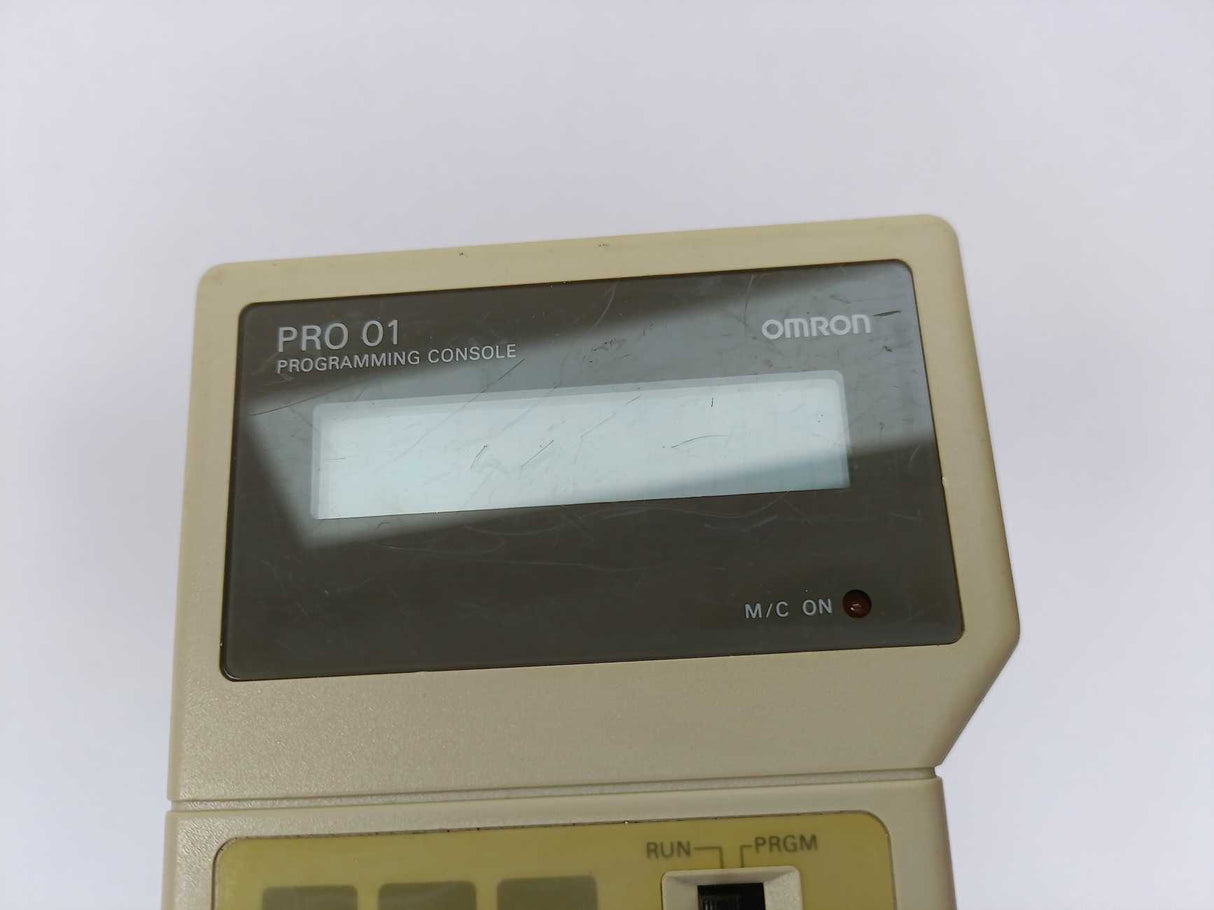 PRO 01
PROGRAMMING CONSOLE
OMRON
M/C ON
RUN
PRGM